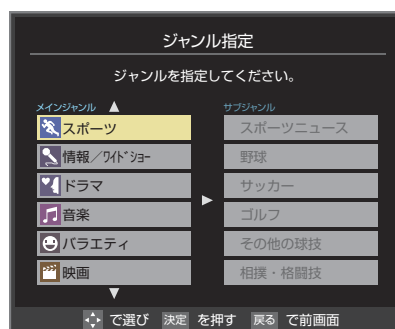 ジャンル指定
ジャンルを指定してください。
メインジャンル
サブジャンル
スポーツ
スポーツニュース
情報／ワイドショー
野球
ドラマ
サッカー
音楽
ゴルフ
バラエティ
その他の球技
映画
相撲・格闘技
で選び 決定 を押す 戻る で前画面